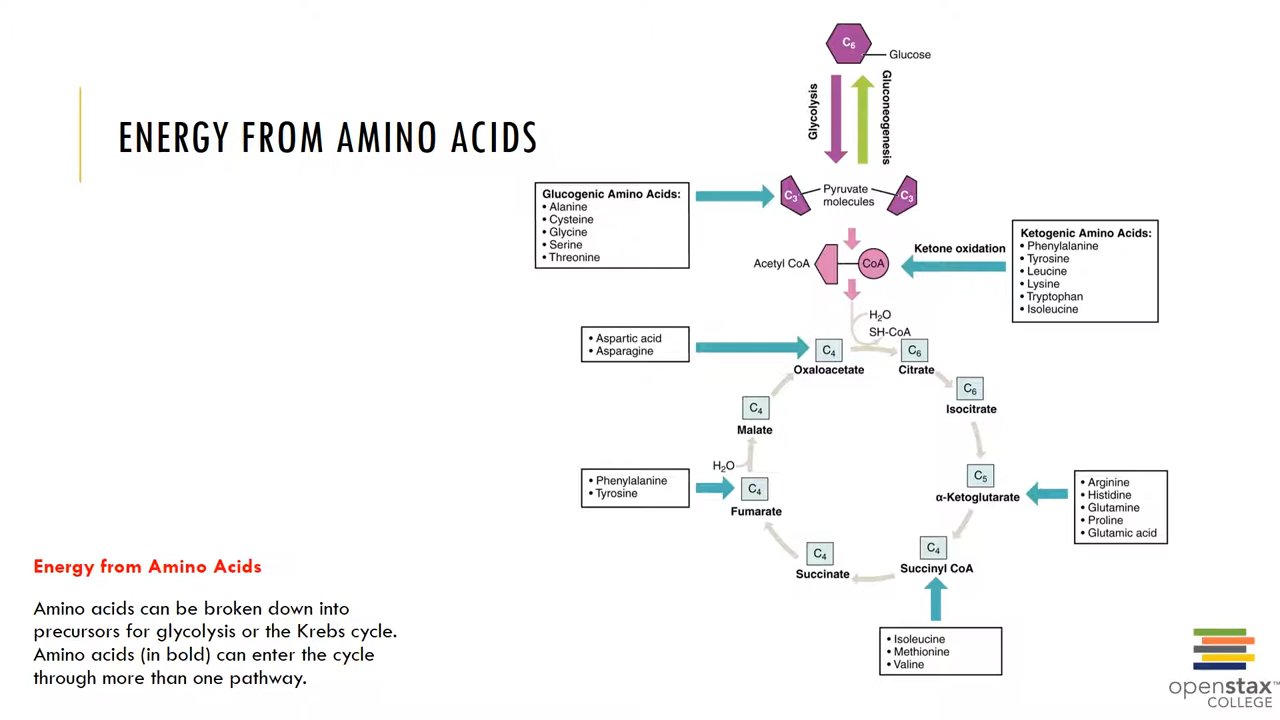 ENERGY FROM AMINO ACIDS
C6
Glucose
Glycolysis
Gluconeogenesis
Glucogenic Amino Acids:
• Alanine
• Cysteine
• Glycine
• Serine
• Threonine
C3
Pyruvate
molecules
C3
Acetyl CoA
CoA
Ketone oxidation
Ketogenic Amino Acids:
• Phenylalanine
• Tyrosine
• Leucine
• Lysine
• Tryptophan
• Isoleucine
H2O
SH-CoA
• Aspartic acid
• Asparagine
C4
Oxaloacetate
C6
Citrate
C6
Isocitrate
C4
Malate
H2O
• Phenylalanine
• Tyrosine
C4
Fumarate
C5
α-Ketoglutarate
• Arginine
• Histidine
• Glutamine
• Proline
• Glutamic acid
C4
Succinate
C4
Succinyl CoA
• Isoleucine
• Methionine
• Valine
Energy from Amino Acids
Amino acids can be broken down into
precursors for glycolysis or the Krebs cycle.
Amino acids (in bold) can enter the cycle
through more than one pathway.
openstax™
COLLEGE